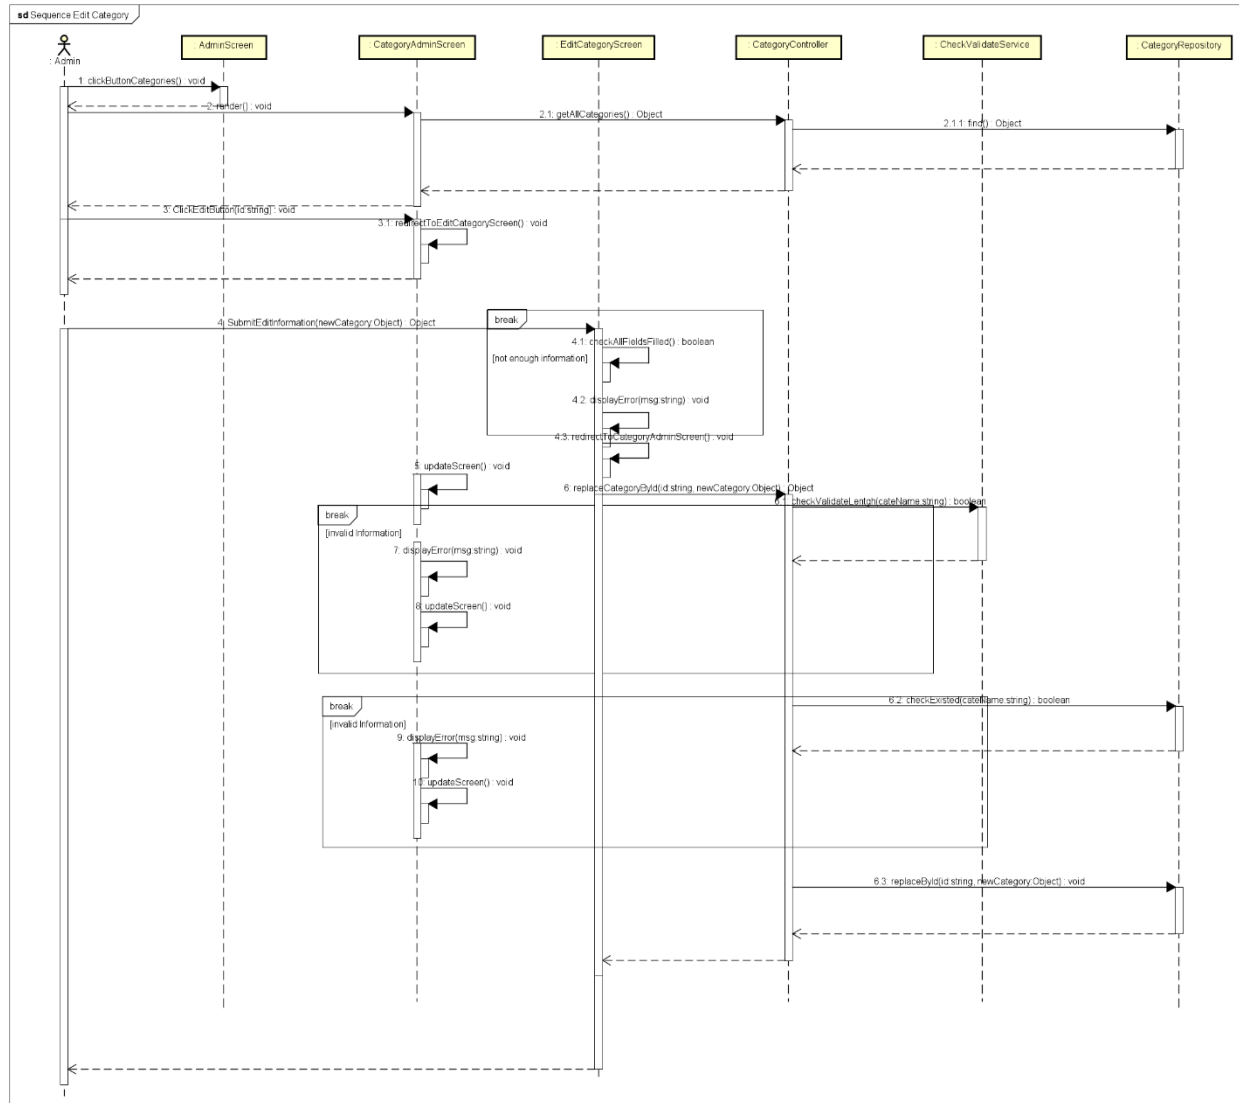 sd Sequence Edit Category
: Admin
: AdminScreen
: CategoryAdminScreen
: EditCategoryScreen
: CategoryController
: CheckValidateService
: CategoryRepository
1: clickButtonCategories() : void
2: render() : void
2.1: getAllCategories() : Object
2.1.1: find() : Object
3: ClickEditButton(id:string) : void
3.1: redirectToEditCategoryScreen() : void
4: SubmitEditInformation(newCategory:Object) : Object
break
4.1: checkAllFieldsFilled() : boolean
[not enough information]
4.2: displayError(msg:string) : void
4.3: redirectToCategoryAdminScreen() : void
5: updateScreen() : void
6: replaceCategoryById(id:string, newCategory:Object) : Object
6.1: checkValidateLentgh(cateName:string) : boolean
break
[invalid Information]
7: displayError(msg:string) : void
8: updateScreen() : void
break
6.2: checkExisted(cateName:string) : boolean
[invalid Information]
9: displayError(msg:string) : void
10: updateScreen() : void
6.3: replaceById(id:string, newCategory:Object) : void